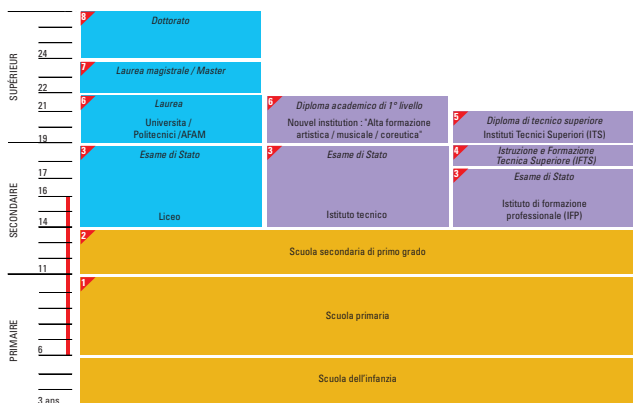 SUPÉRIEUR
SECONDAIRE
PRIMAIRE
24
22
21
19
17
16
14
11
6
3 ans
8
Dottorato
7
Laurea magistrale / Master
6
Laurea
Universita /
Politecnici /AFAM
6
Diploma academico di 1° livello
Nouvel institution : "Alta formazione
artistica / musicale / coreutica"
5
Diploma di tecnico superiore
Instituti Tecnici Superiori (ITS)
3
Esame di Stato
Liceo
3
Esame di Stato
Istituto tecnico
4
Istruzione e Formazione
Tecnica Superiore (IFTS)
3
Esame di Stato
Istituto di formazione
professionale (IFP)
2
Scuola secondaria di primo grado
1
Scuola primaria
Scuola dell'infanzia